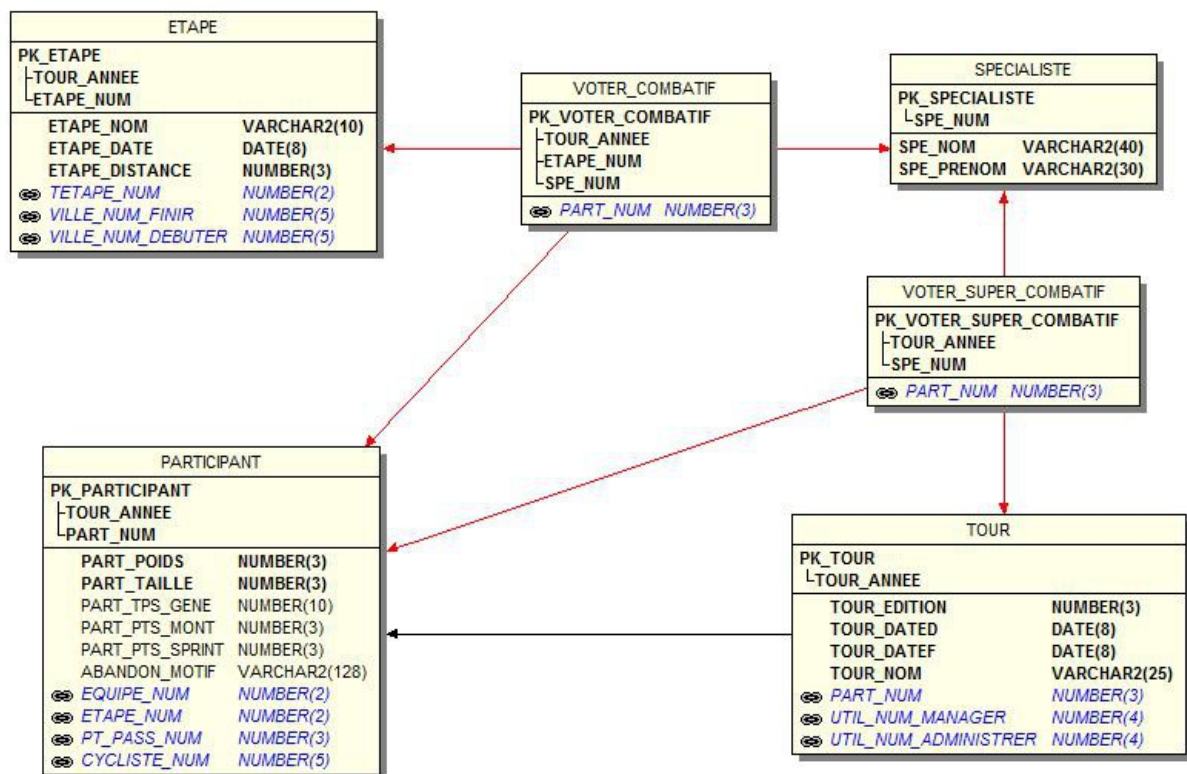 ETAPE
PK_ETAPE
TOUR_ANNEE
ETAPE_NUM
ETAPE_NOM VARCHAR2(10)
ETAPE_DATE DATE(8)
ETAPE_DISTANCE NUMBER(3)
TETAPE_NUM NUMBER(2)
VILLE_NUM_FINIR NUMBER(5)
VILLE_NUM_DEBUTER NUMBER(5)
VOTER_COMBATIF
PK_VOTER_COMBATIF
TOUR_ANNEE
ETAPE_NUM
SPE_NUM
PART_NUM NUMBER(3)
SPECIALISTE
PK_SPECIALISTE
SPE_NUM
SPE_NOM VARCHAR2(40)
SPE_PRENOM VARCHAR2(30)
VOTER_SUPER_COMBATIF
PK_VOTER_SUPER_COMBATIF
TOUR_ANNEE
SPE_NUM
PART_NUM NUMBER(3)
PARTICIPANT
PK_PARTICIPANT
TOUR_ANNEE
PART_NUM
PART_POIDS NUMBER(3)
PART_TAILLE NUMBER(3)
PART_TPS_GENE NUMBER(10)
PART_PTS_MONT NUMBER(3)
PART_PTS_SPRINT NUMBER(3)
ABANDON_MOTIF VARCHAR2(128)
EQUIPE_NUM NUMBER(2)
ETAPE_NUM NUMBER(2)
PT_PASS_NUM NUMBER(3)
CYCLISTE_NUM NUMBER(5)
TOUR
PK_TOUR
TOUR_ANNEE
TOUR_EDITION NUMBER(3)
TOUR_DATED DATE(8)
TOUR_DATEF DATE(8)
TOUR_NOM VARCHAR2(25)
PART_NUM NUMBER(3)
UTIL_NUM_MANAGER NUMBER(4)
UTIL_NUM_ADMINISTRER NUMBER(4)